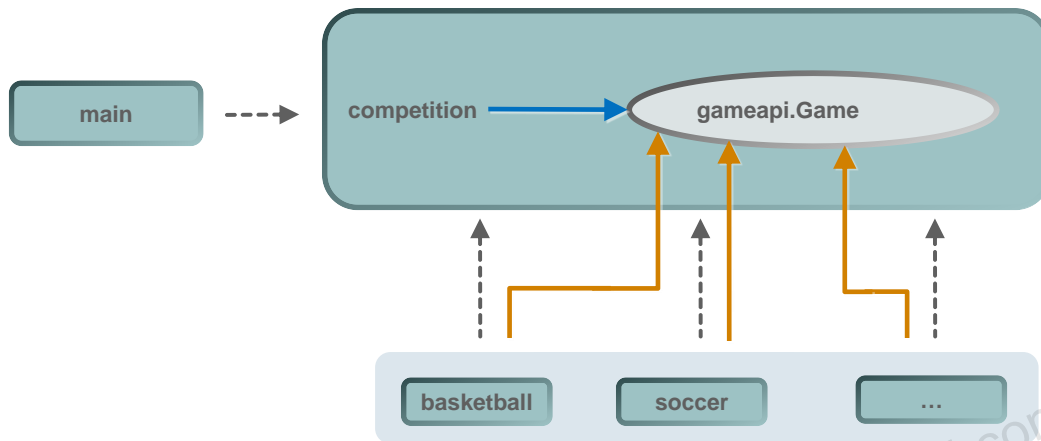 main
competition
gameapi.Game
basketball
soccer
…